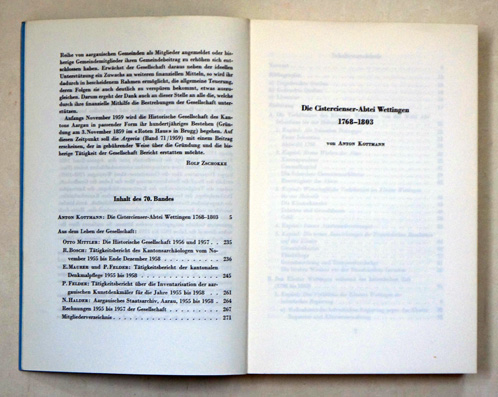 Reihe von aargauischen Gemeinden als Mitglieder angemeldet oder bis-
herige Gemeindemitglieder ihren Gemeindebeitrag zu erhöhen sich ent-
schlossen haben. Erwächst der Gesellschaft daraus neben der ideellen
Unterstützung ein Zuwachs an weiteren finanziellen Mitteln, so wird ihr
dadurch in bescheidenem Rahmen ermöglicht, die allgemeine Teuerung,
deren Folgen sie auch deutlich zu verspüren bekommt, etwas auszu-
gleichen. Darum ergeht der Dank auch an dieser Stelle an alle die, welche
durch ihre finanzielle Mithilfe die Bestrebungen der Gesellschaft unter-
stützen.
Anfangs November 1959 wird die Historische Gesellschaft des Kan-
tons Aargau in passender Form ihr hundertjähriges Bestehen (Gründung
am 3. November 1859 im «Roten Haus» in Brugg) begehen. Auf
diesen Zeitpunkt soll die Argovia (Band 71/1959) mit einem Beitrag
erscheinen, der in gebührender Weise über die Gründung und die bis-
herige Tätigkeit der Gesellschaft Bericht erstatten möchte.
ROLF ZSCHOKKE
Inhalt des 70. Bandes
ANTON KOTTMANN: Die Cistercienser-Abtei Wettingen 1768-1803 5
Aus dem Leben der Gesellschaft:
OTTO MITTLER: Die Historische Gesellschaft 1956 und 1957 . . 235
R. BOSCH: Tätigkeitsbericht des Kantonsarchäologen vom No-
vember 1955 bis Ende Dezember 1958 . . . . . . 236
E. MAURER und P. FELDER: Tätigkeitsbericht der kantonalen
Denkmalpflege 1955 bis 1958 . . . . . . 245
P. FELDER: Tätigkeitsbericht über die Inventarisation der aar-
gauischen Kunstdenkmäler für die Jahre 1955 bis 1958 . . 261
N. HALDER: Aargauisches Staatsarchiv, Aarau, 1955 bis 1958 . 264
Rechnungen 1955 bis 1957 der Gesellschaft . . . . . . 267
Mitgliederverzeichnis . . . . . . 271
Die Cistercienser-Abtei Wettingen
1768-1803
VON ANTON KOTTMANN